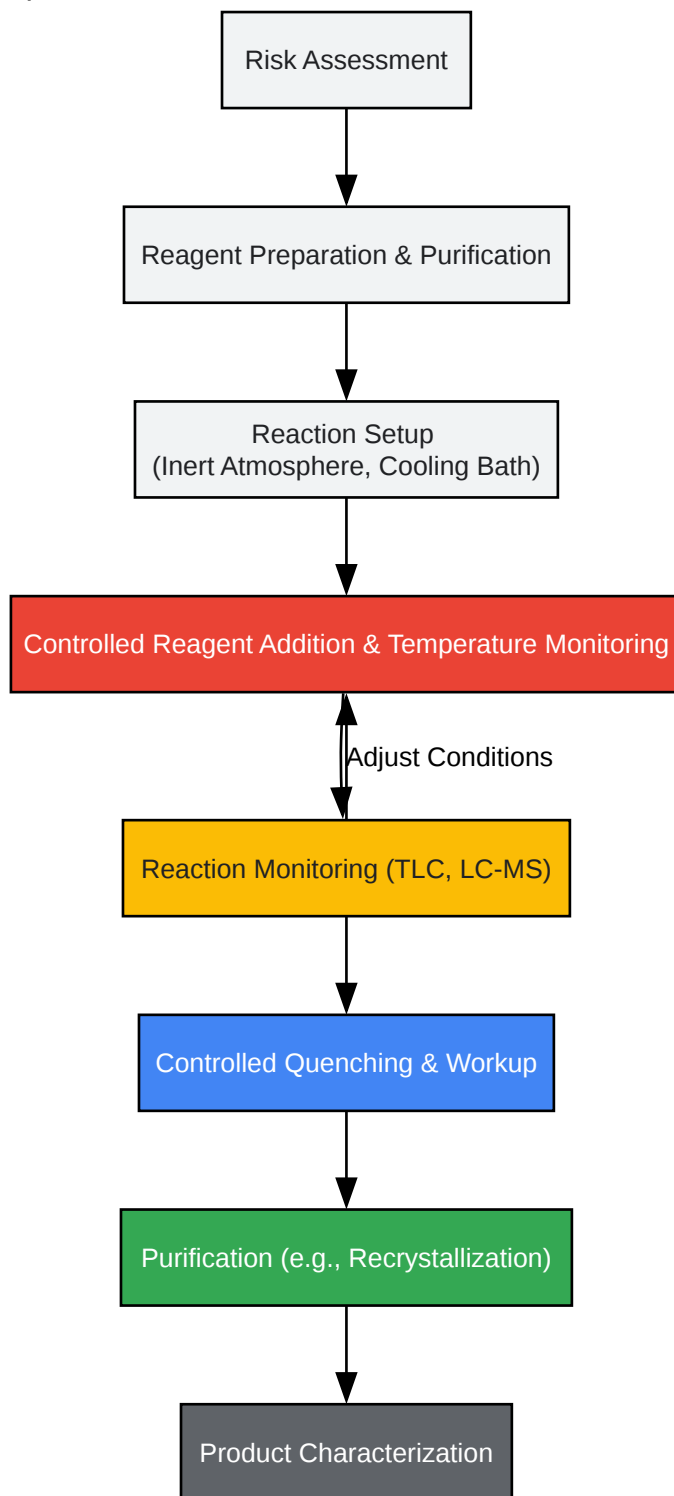 Risk Assessment
Reagent Preparation & Purification
Reaction Setup
(Inert Atmosphere, Cooling Bath)
Controlled Reagent Addition & Temperature Monitoring
Adjust Conditions
Reaction Monitoring (TLC, LC-MS)
Controlled Quenching & Workup
Purification (e.g., Recrystallization)
Product Characterization